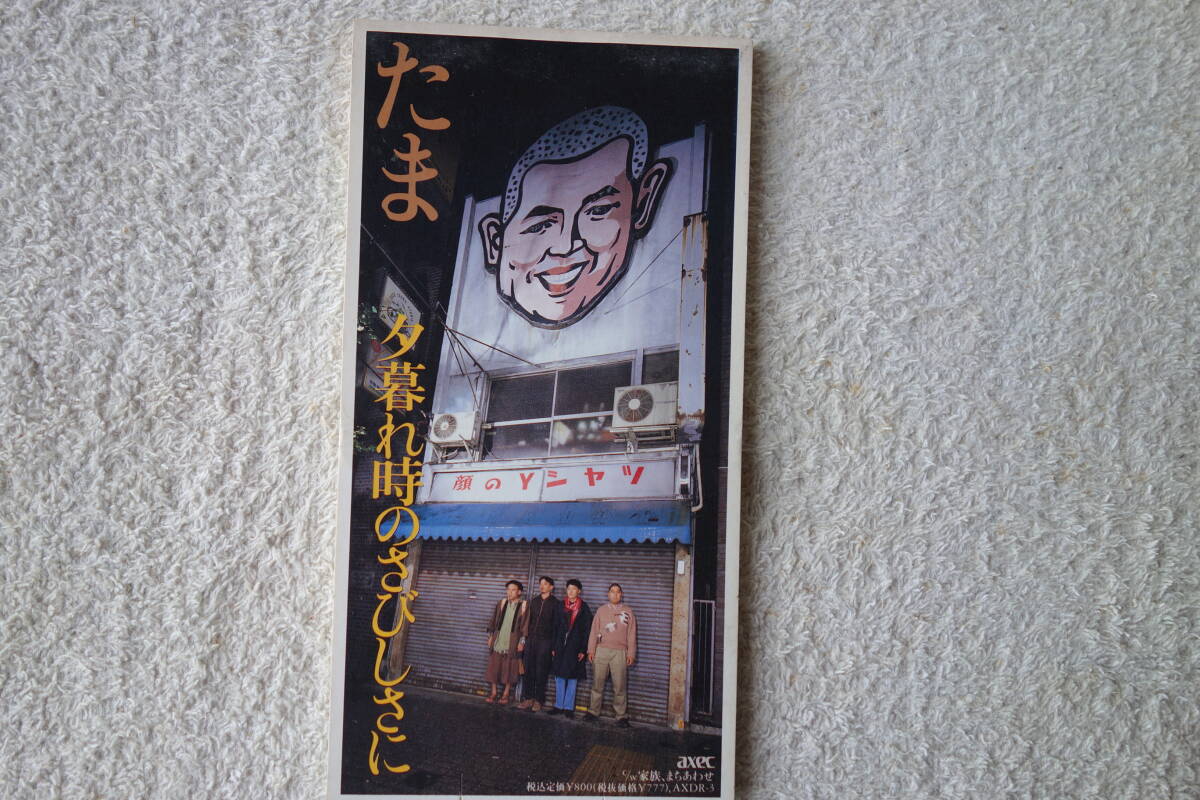 たま
夕暮れ時のさびしさに
顔のYシャツ
axec
c/w 家族、まちあわせ
税込定価¥800(税抜価格¥777), AXDR-3